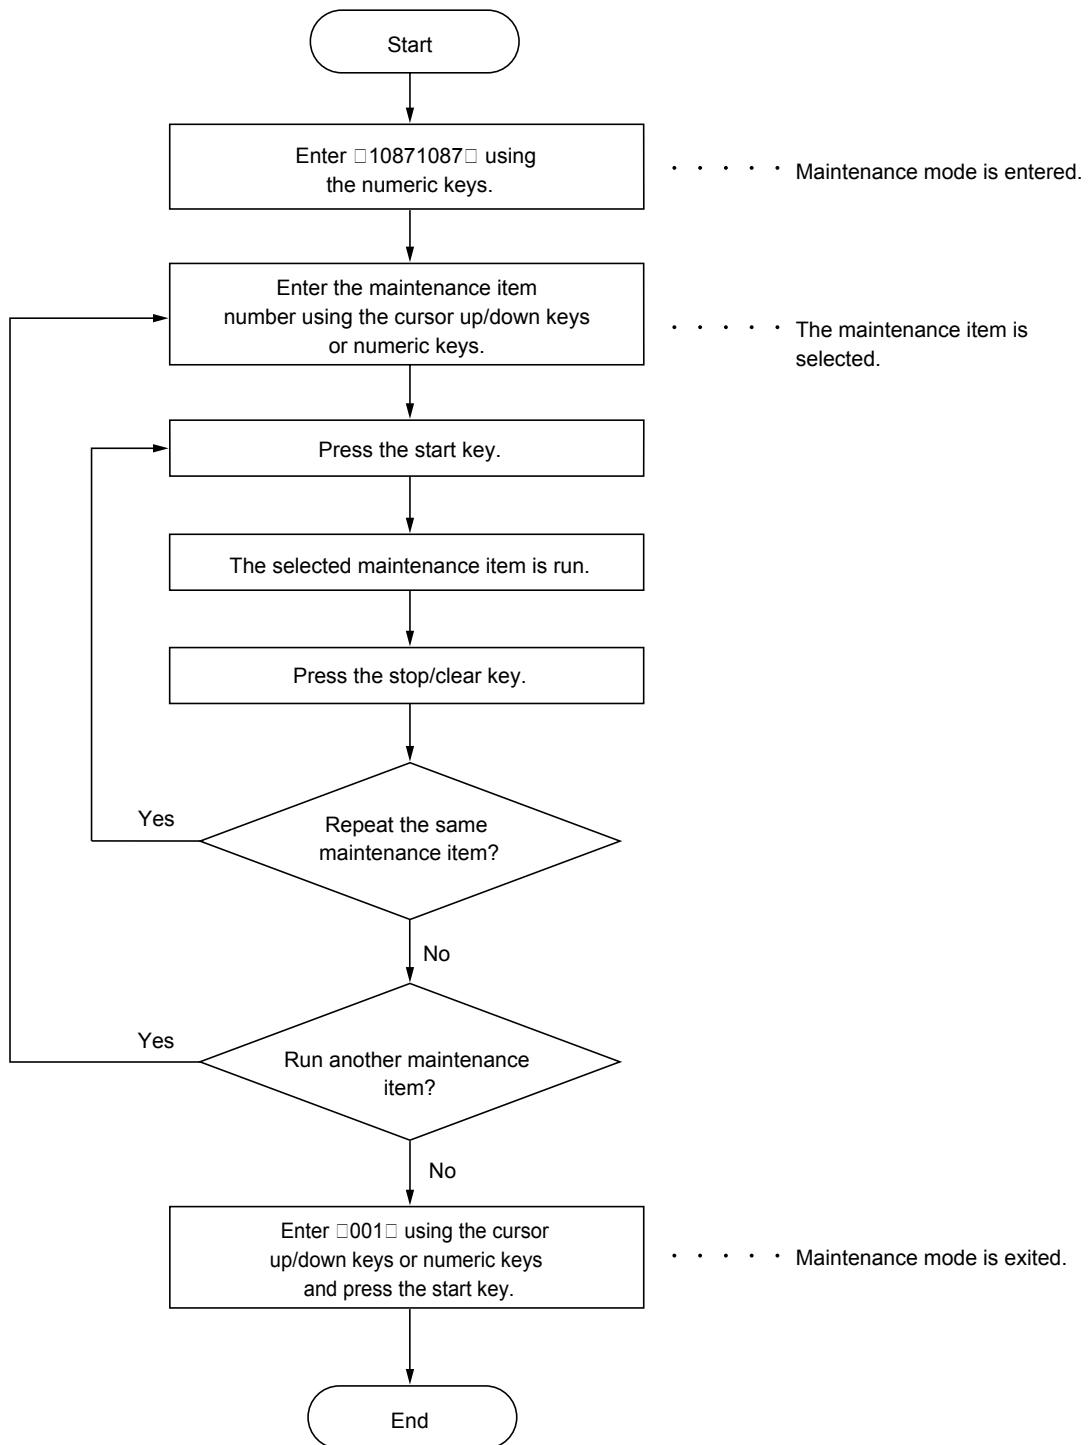 Start
Enter □10871087□ using
the numeric keys.
· · · · · Maintenance mode is entered.
Enter the maintenance item
number using the cursor up/down keys
or numeric keys.
· · · · · The maintenance item is
selected.
Press the start key.
The selected maintenance item is run.
Press the stop/clear key.
Yes
Repeat the same
maintenance item?
No
Yes
Run another maintenance
item?
No
Enter □001□ using the cursor
up/down keys or numeric keys
and press the start key.
· · · · · Maintenance mode is exited.
End